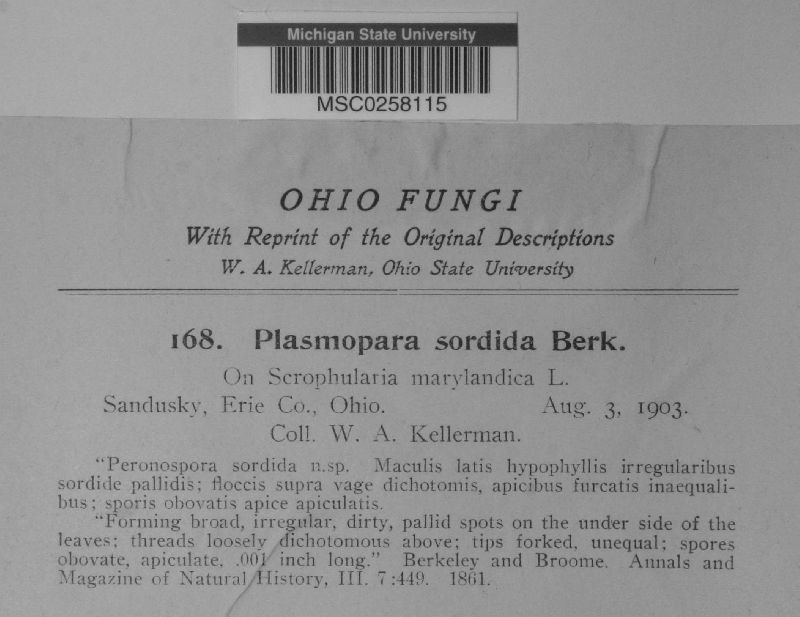 Michigan State University
MSC0258115
OHIO FUNGI
With Reprint of the Original Descriptions
W. A. Kellerman, Ohio State University
168. Plasmopara sordida Berk.
On Scrophularia marylandica L.
Sandusky, Erie Co., Ohio. Aug. 3, 1903.
Coll. W. A. Kellerman.
"Peronospora sordida n.sp. Maculis latis hypophyllis irregularibus
sordide pallidis; floccis supra vage dichotomis, apicibus furcatis inaequali-
bus; sporis obovatis apice apiculatis.
"Forming broad, irregular, dirty, pallid spots on the under side of the
leaves; threads loosely dichotomous above; tips forked, unequal; spores
obovate, apiculate, .001 inch long." Berkeley and Broome. Annals and
Magazine of Natural History, III. 7:449. 1861.